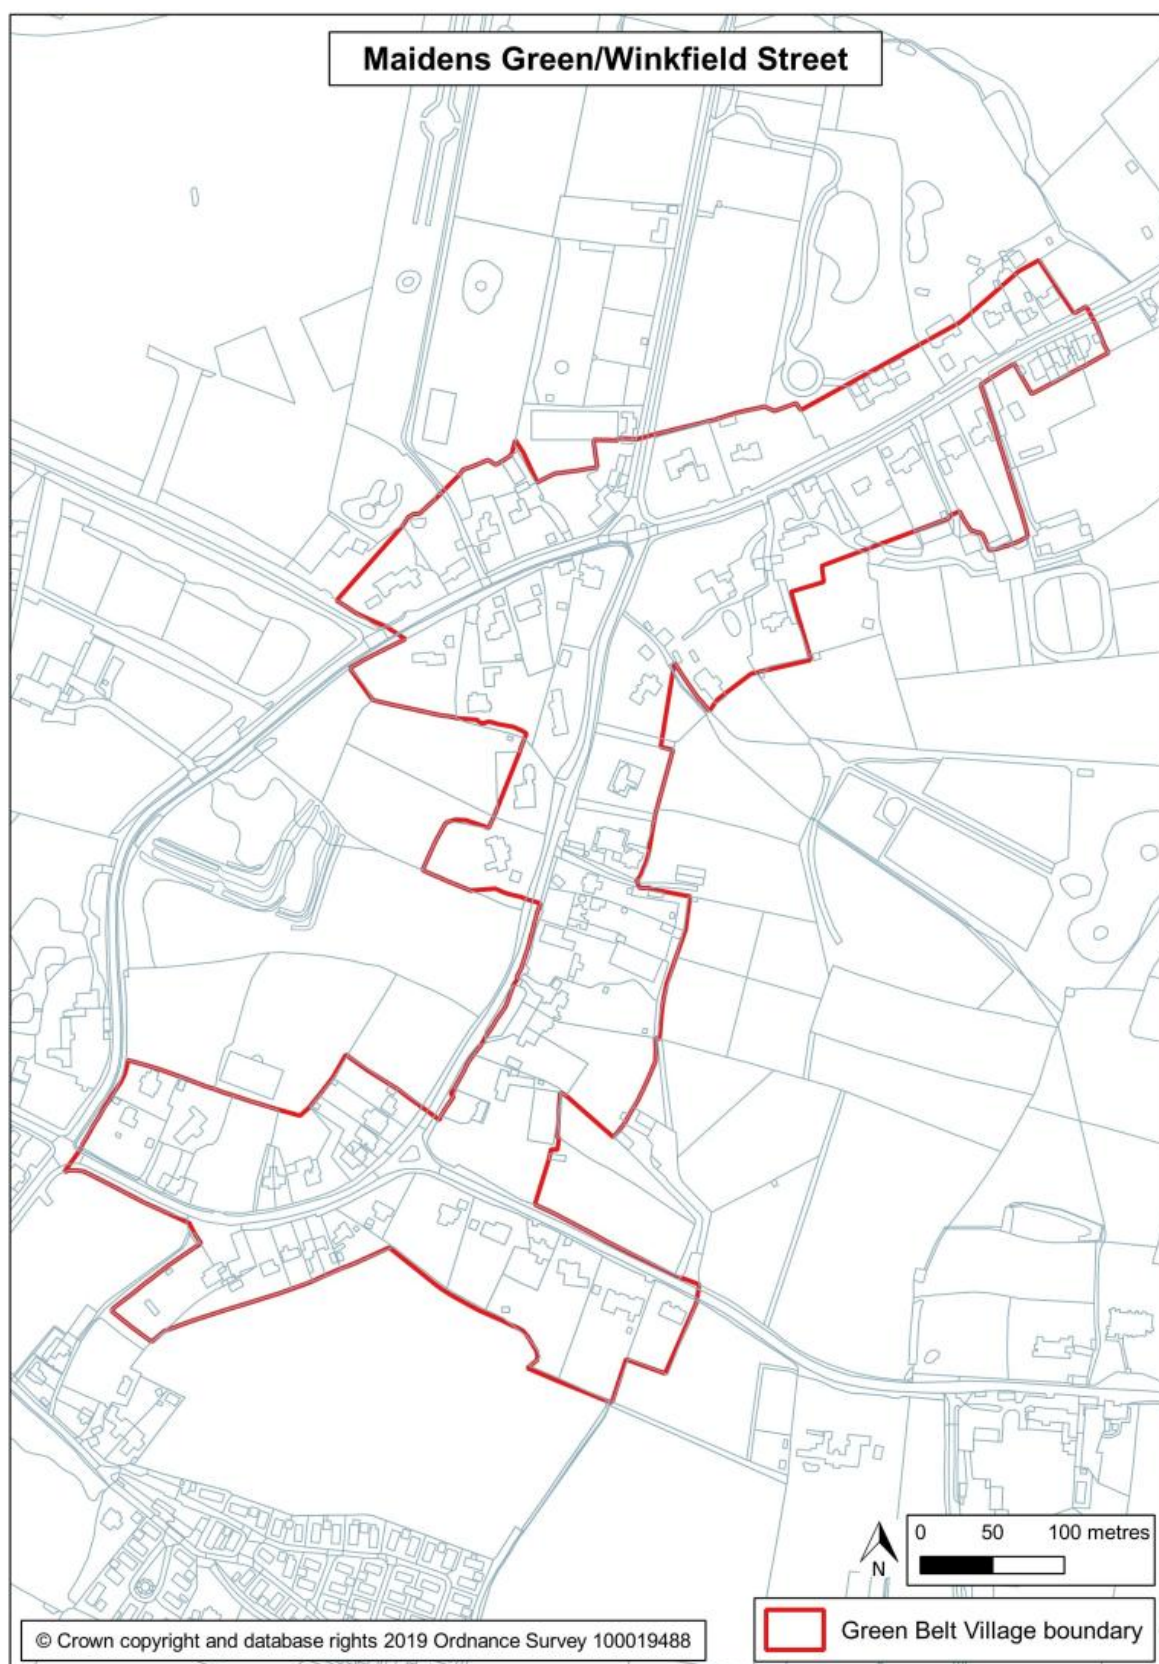 Maidens Green/Winkfield Street
0 50 100 metres
N
Green Belt Village boundary
© Crown copyright and database rights 2019 Ordnance Survey 100019488